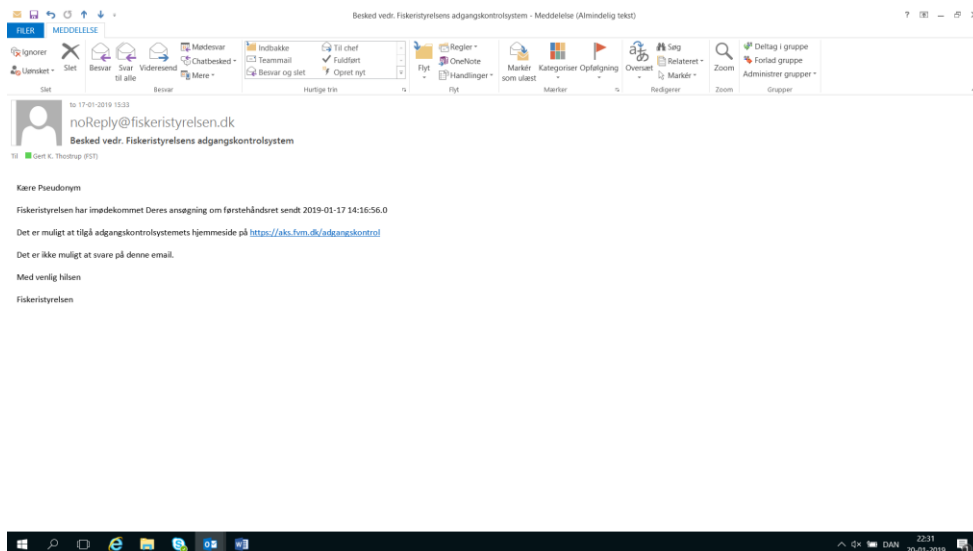 Besked vedr. Fiskeristyrelsens adgangskontrolsystem - Meddelelse (Almindelig tekst)
FILER MEDDELELSE
Ignorer
Uønsket
Slet
Besvar
Svar til alle
Videresend
Mødesvar
Chatbesked
Mere
Indbakke
Teammail
Besvar og slet
Til chef
Fuldført
Opret nyt
Flyt
Regler
OneNote
Handlinger
Markér som ulæst
Kategoriser
Opfølgning
Oversæt
Søg
Relateret
Markér
Zoom
Deltag i gruppe
Forlad gruppe
Administrer grupper
Slet Besvar Hurtige trin Flyt Mærker Redigerer Zoom Grupper
to 17-01-2019 15:33
noReply@fiskeristyrelsen.dk
Besked vedr. Fiskeristyrelsens adgangskontrolsystem
Til Gert K. Thostrup (FST)
Kære Pseudonym
Fiskeristyrelsen har imødekommet Deres ansøgning om førstehåndsret sendt 2019-01-17 14:16:56.0
Det er muligt at tilgå adgangskontrolsystemets hjemmeside på https://aks.fvm.dk/adgangskontrol
Det er ikke muligt at svare på denne email.
Med venlig hilsen
Fiskeristyrelsen
DAN
22:31
20-01-2019